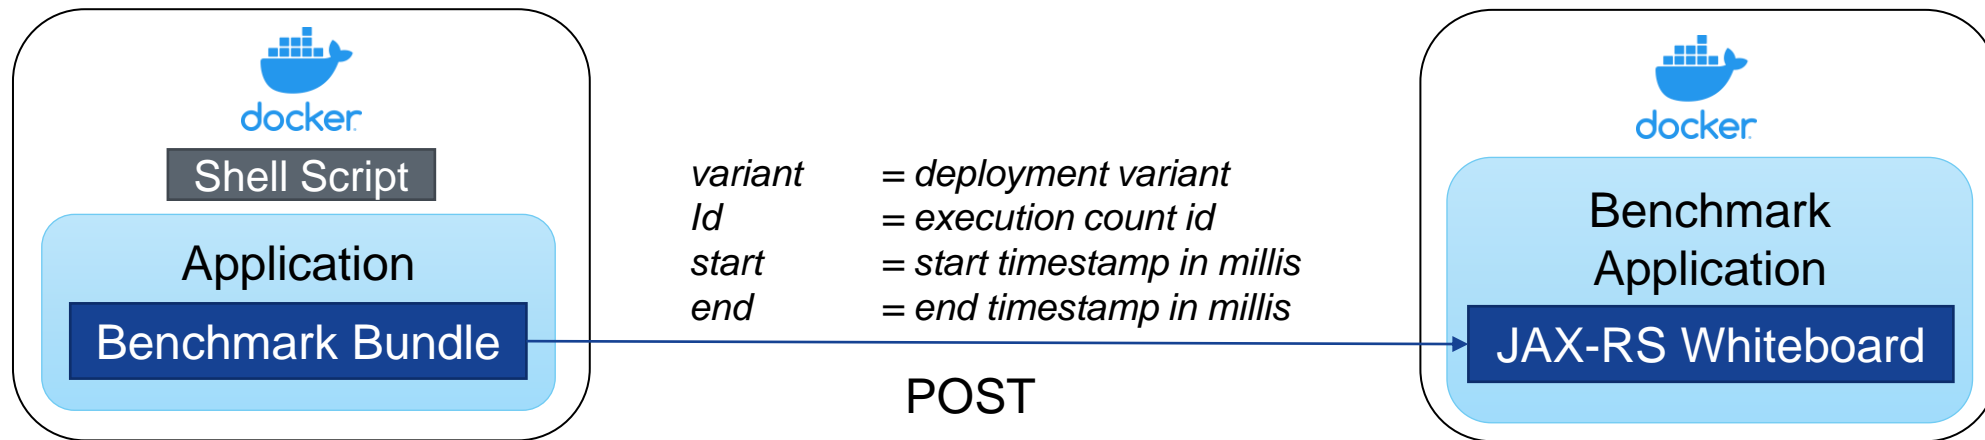 docker
Shell Script
Application
Benchmark Bundle
variant = deployment variant
Id = execution count id
start = start timestamp in millis
end = end timestamp in millis
POST
docker
Benchmark
Application
JAX-RS Whiteboard